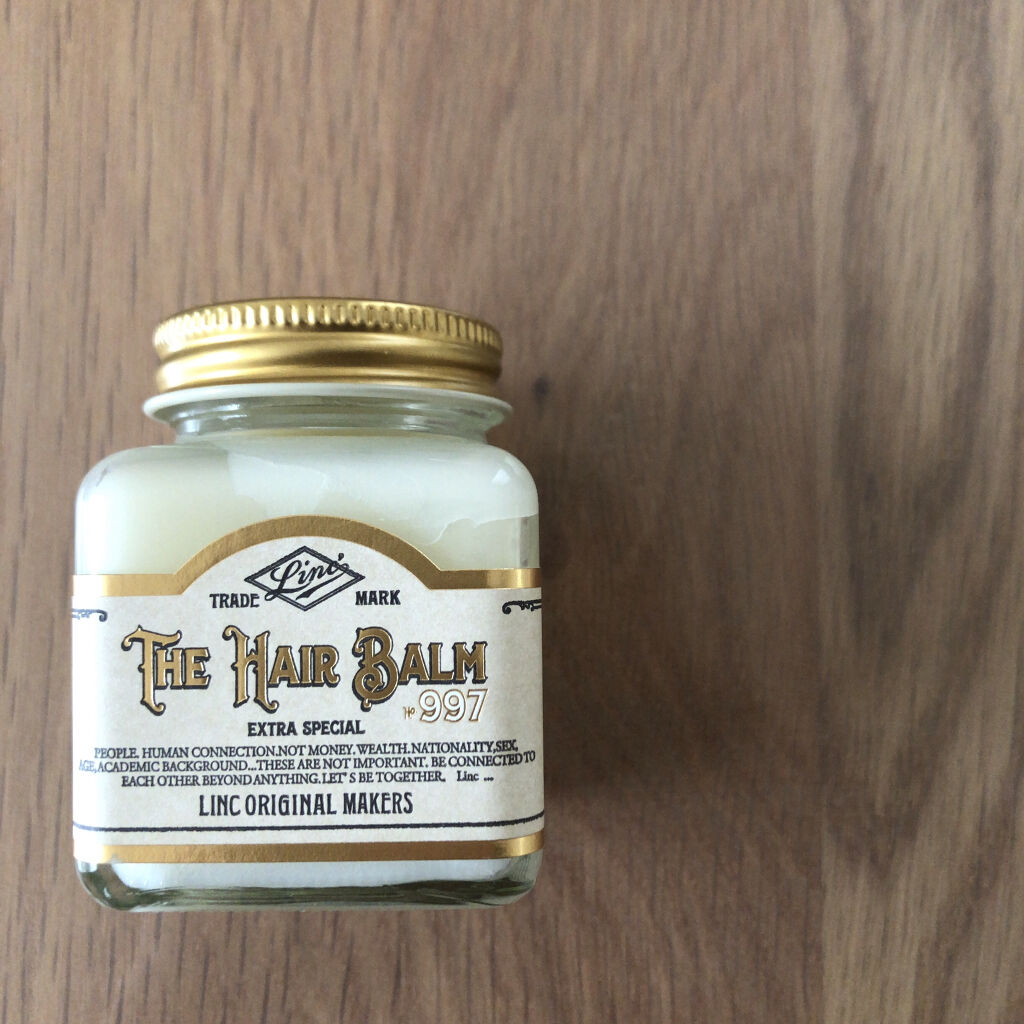 Linc
TRADE MARK
THE HAIR BALM
No 997
EXTRA SPECIAL
PEOPLE. HUMAN CONNECTION.NOT MONEY.WEALTH.NATIONALITY,SEX,
AGE,ACADEMIC BACKGROUND...THESE ARE NOT IMPORTANT. BE CONNECTED TO
EACH OTHER BEYOND ANYTHING.LET'S BE TOGETHER. Linc ...
LINC ORIGINAL MAKERS